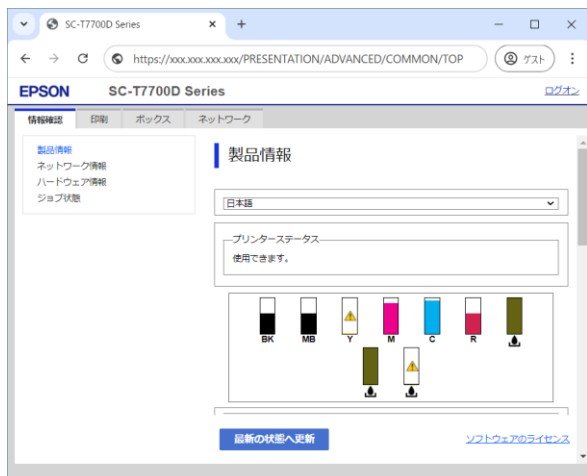 SC-T7700D Series
https://xxx.xxx.xxx.xxx/PRESENTATION/ADVANCED/COMMON/TOP
ゲスト
EPSON SC-T7700D Series ログオン
情報確認 印刷 ボックス ネットワーク
製品情報
ネットワーク情報
ハードウェア情報
ジョブ状態
製品情報
日本語
プリンターステータス
使用できます。
BK MB Y M C R
最新の状態へ更新 ソフトウェアのライセンス